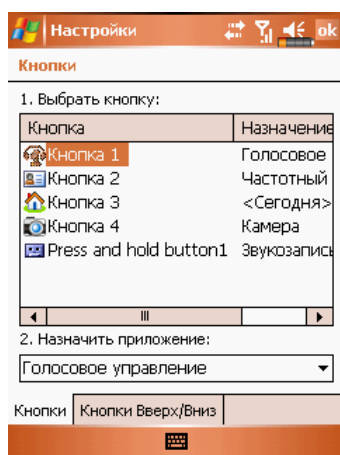 Настройки ok
Кнопки
1. Выбрать кнопку:
Кнопка Назначение
Кнопка 1 Голосовое
Кнопка 2 Частотный
Кнопка 3 <Сегодня>
Кнопка 4 Камера
Press and hold button1 Звукозапись
2. Назначить приложение:
Голосовое управление
Кнопки Кнопки Вверх/Вниз